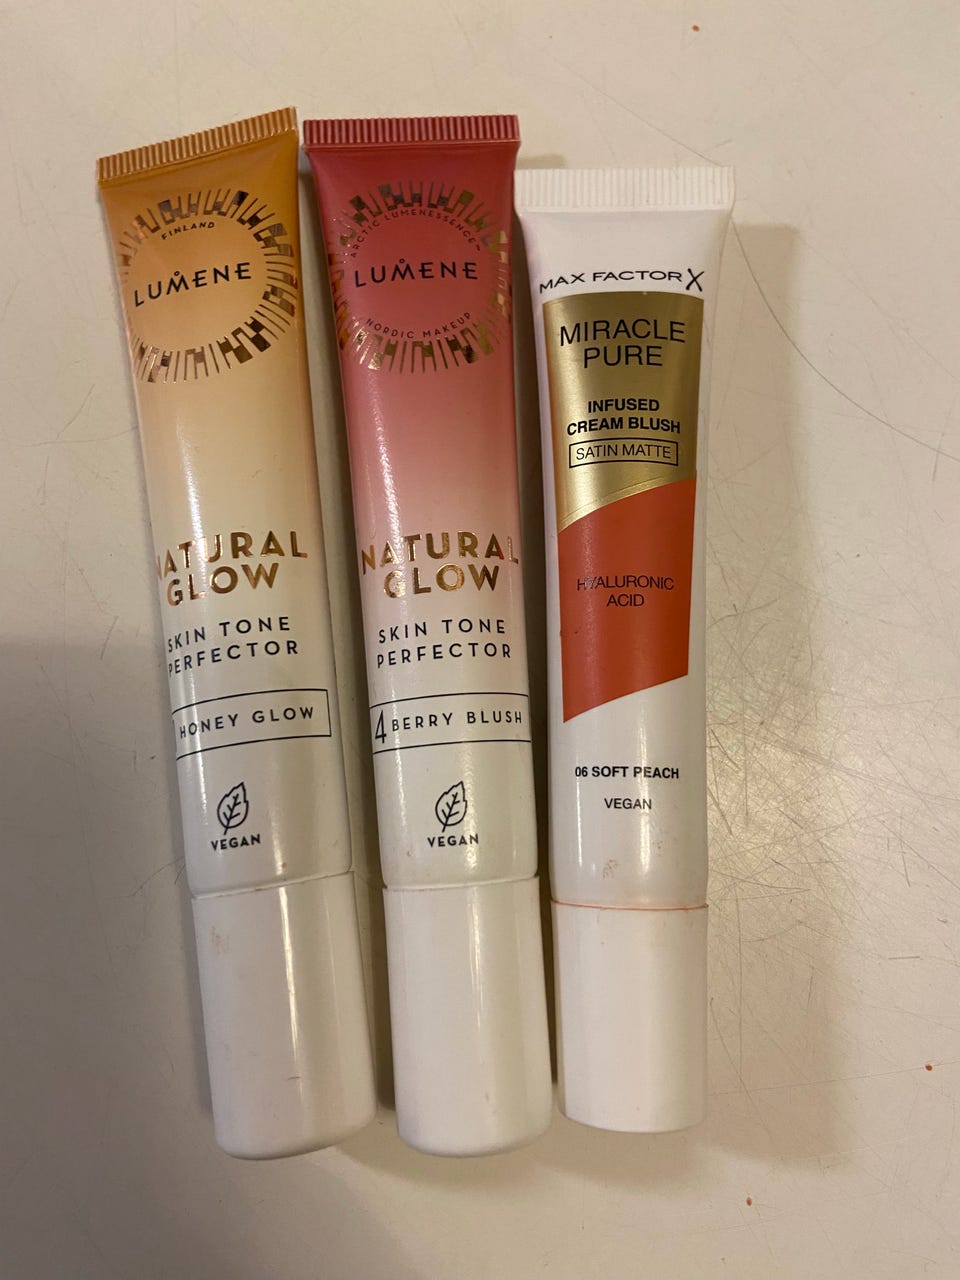 FINLAND
LUMENE
NATURAL
GLOW
SKIN TONE
PERFECTOR
HONEY GLOW
VEGAN
ARCTIC LUMENESSENCE™
LUMENE
NORDIC MAKEUP
NATURAL
GLOW
SKIN TONE
PERFECTOR
4 BERRY BLUSH
VEGAN
MAX FACTOR X
MIRACLE
PURE
INFUSED
CREAM BLUSH
SATIN MATTE
HYALURONIC
ACID
06 SOFT PEACH
VEGAN